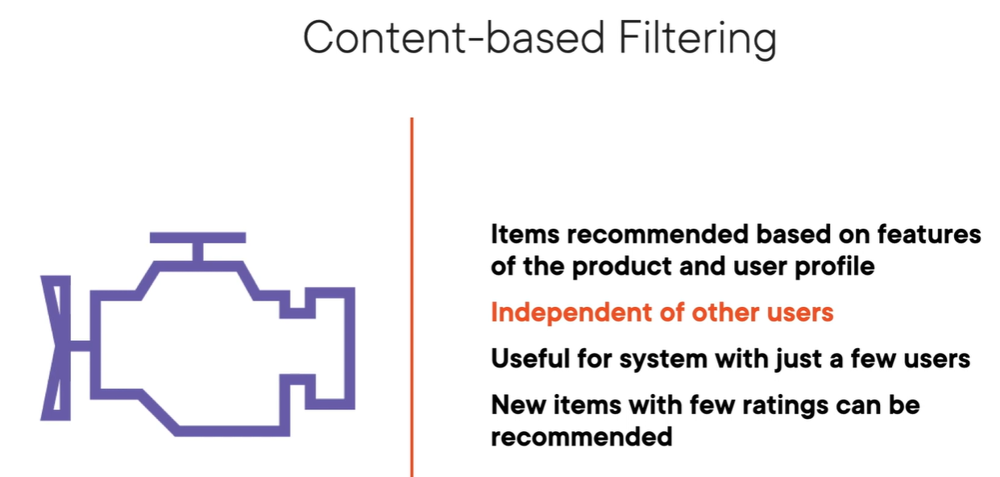 Content-based Filtering
Items recommended based on features
of the product and user profile
Independent of other users
Useful for system with just a few users
New items with few ratings can be
recommended